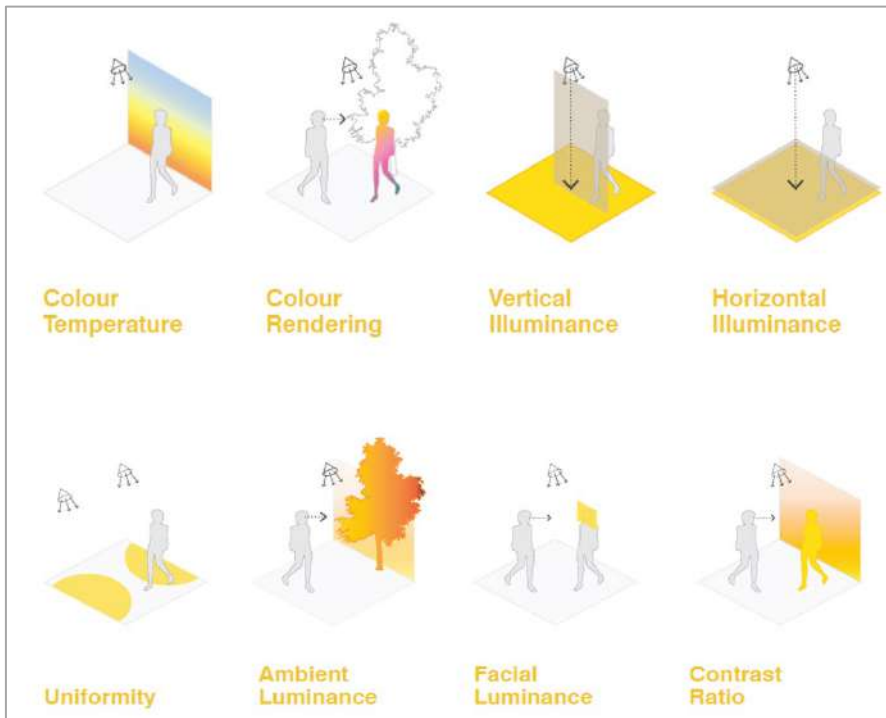 Colour
Temperature
Colour
Rendering
Vertical
Illuminance
Horizontal
Illuminance
Uniformity
Ambient
Luminance
Facial
Luminance
Contrast
Ratio